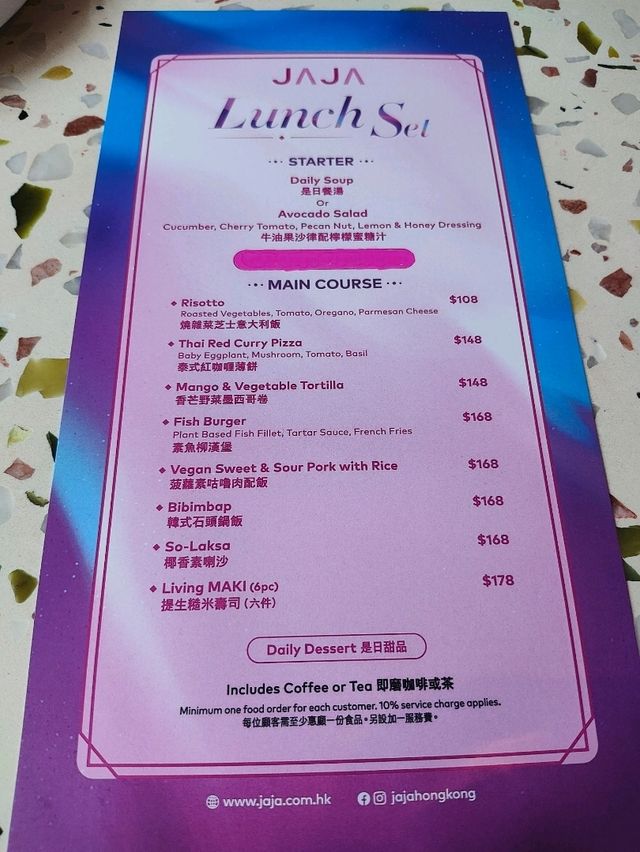 JAJA
Lunch Set
STARTER
Daily Soup
是日餐湯
Or
Avocado Salad
Cucumber, Cherry Tomato, Pecan Nut, Lemon & Honey Dressing
牛油果沙律配檸檬蜜糖汁
MAIN COURSE
Risotto $108
Roasted Vegetables, Tomato, Oregano, Parmesan Cheese
燒雜菜芝士意大利飯
Thai Red Curry Pizza $148
Baby Eggplant, Mushroom, Tomato, Basil
泰式紅咖喱薄餅
Mango & Vegetable Tortilla $148
香芒野菜墨西哥卷
Fish Burger $168
Plant Based Fish Fillet, Tartar Sauce, French Fries
素魚柳漢堡
Vegan Sweet & Sour Pork with Rice $168
菠蘿素咕嚕肉配飯
Bibimbap $168
韓式石頭鍋飯
So-Laksa $168
椰香素喇沙
Living MAKI (6pc) $178
提生糙米壽司 (六件)
Daily Dessert 是日甜品
Includes Coffee or Tea 即磨咖啡或茶
Minimum one food order for each customer. 10% service charge applies.
每位顧客需至少惠顧一份食品。另設加一服務費。
www.jaja.com.hk jajahongkong